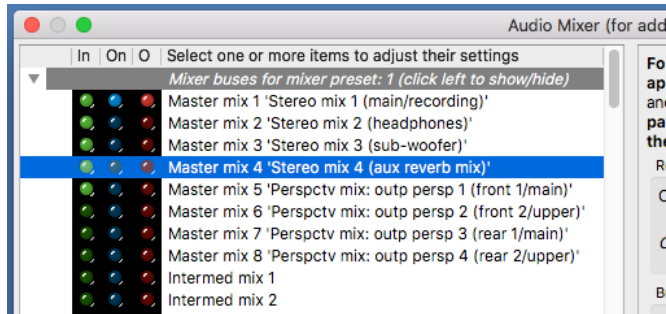 Audio Mixer (for add
In On O Select one or more items to adjust their settings
Mixer buses for mixer preset: 1 (click left to show/hide)
Master mix 1 'Stereo mix 1 (main/recording)'
Master mix 2 'Stereo mix 2 (headphones)'
Master mix 3 'Stereo mix 3 (sub-woofer)'
Master mix 4 'Stereo mix 4 (aux reverb mix)'
Master mix 5 'Perspctv mix: outp persp 1 (front 1/main)'
Master mix 6 'Perspctv mix: outp persp 2 (front 2/upper)'
Master mix 7 'Perspctv mix: outp persp 3 (rear 1/main)'
Master mix 8 'Perspctv mix: outp persp 4 (rear 2/upper)'
Intermed mix 1
Intermed mix 2
Fo
ap
and
pa
the
R
C
B